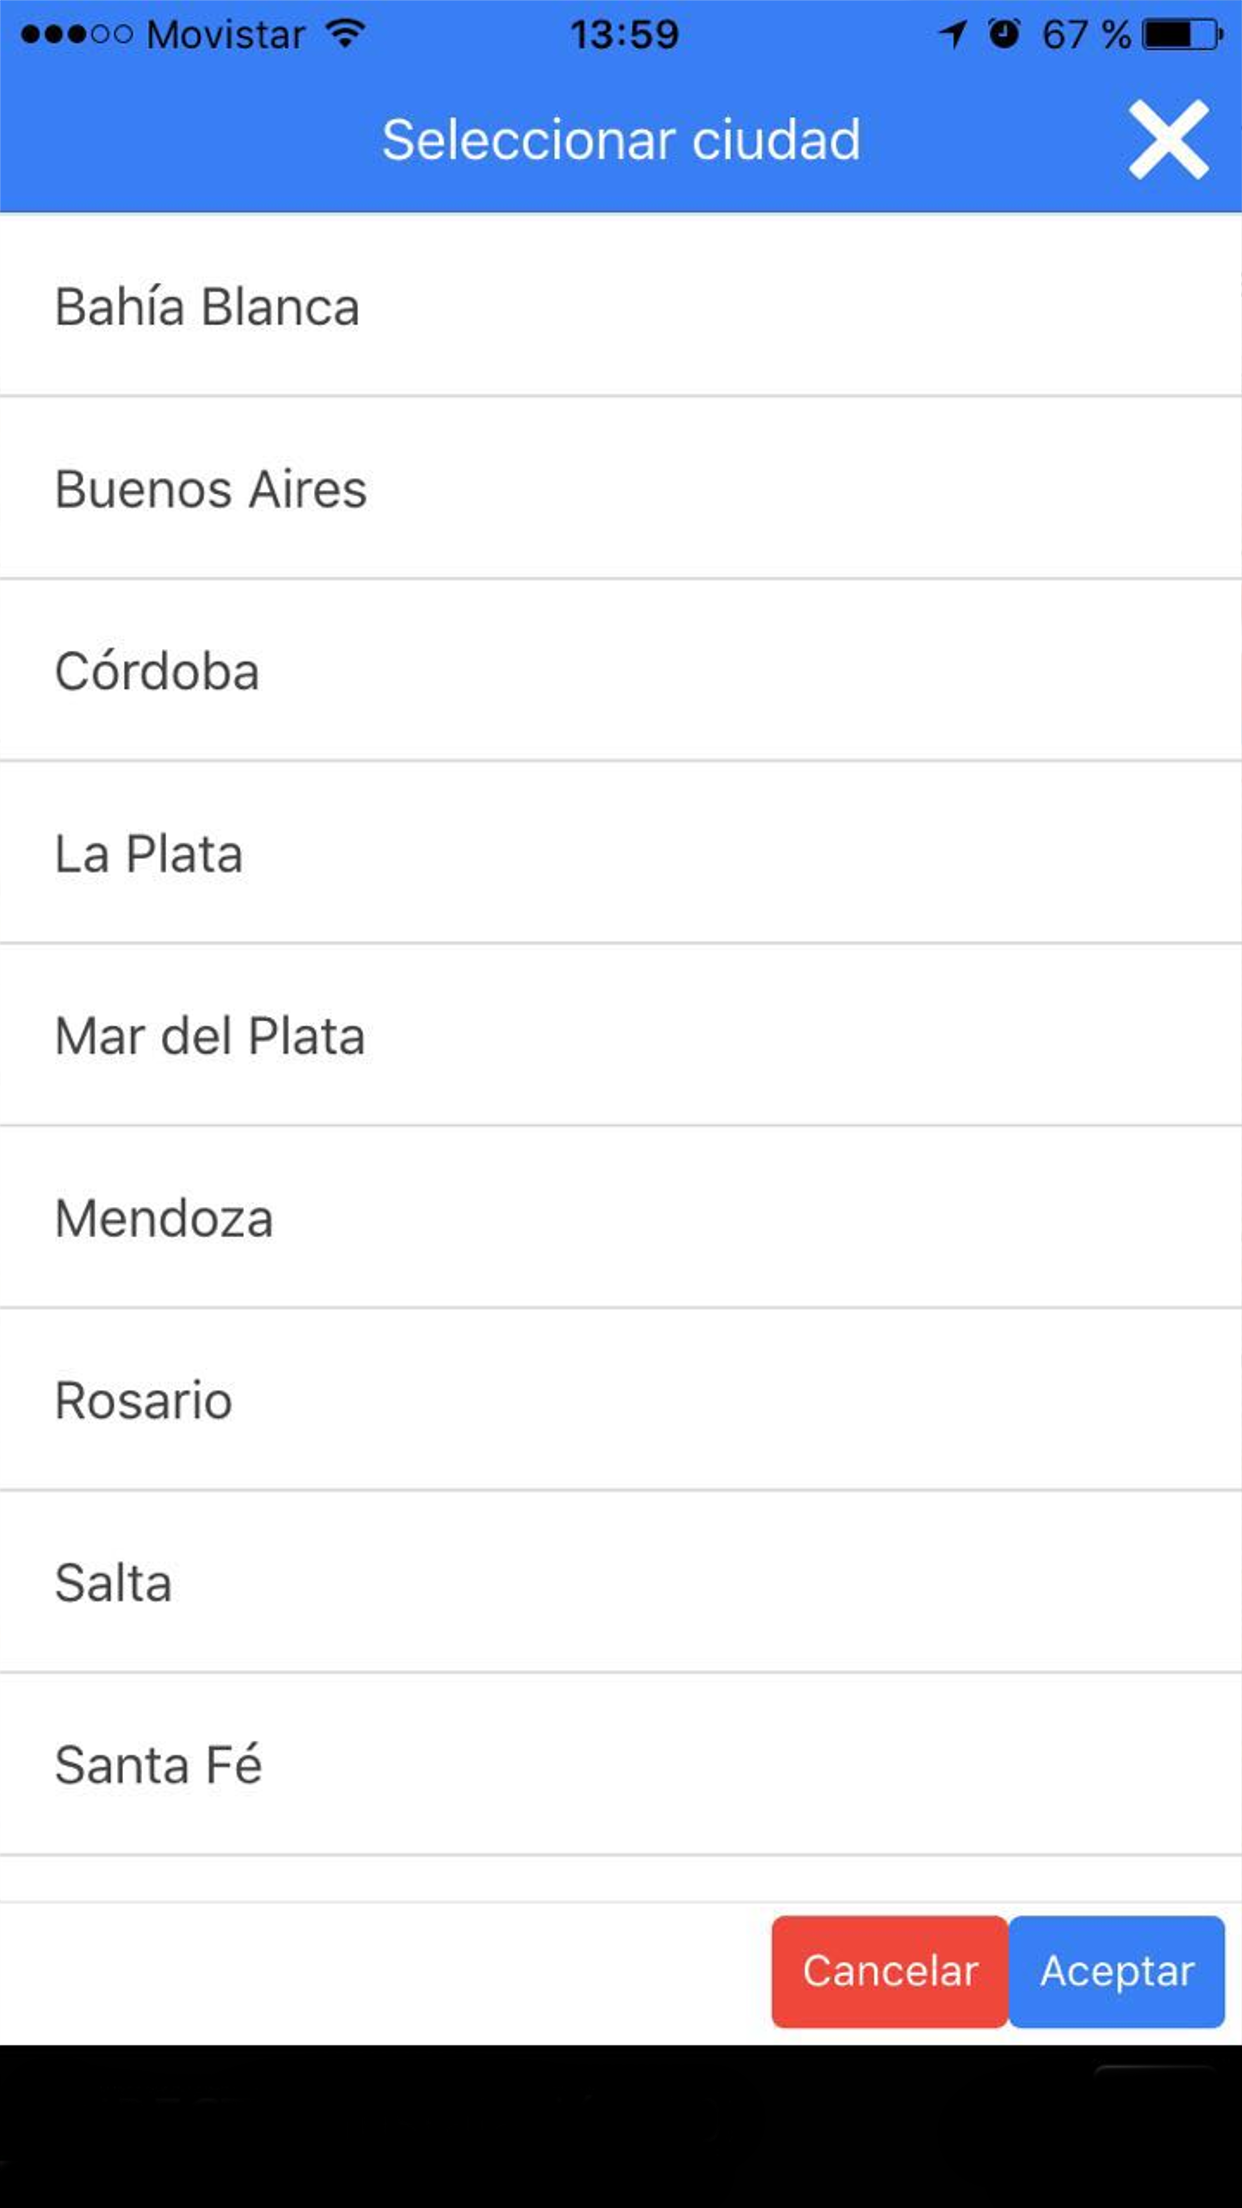 Movistar 13:59 67 %
Seleccionar ciudad
Bahía Blanca
Buenos Aires
Córdoba
La Plata
Mar del Plata
Mendoza
Rosario
Salta
Santa Fé
Cancelar Aceptar